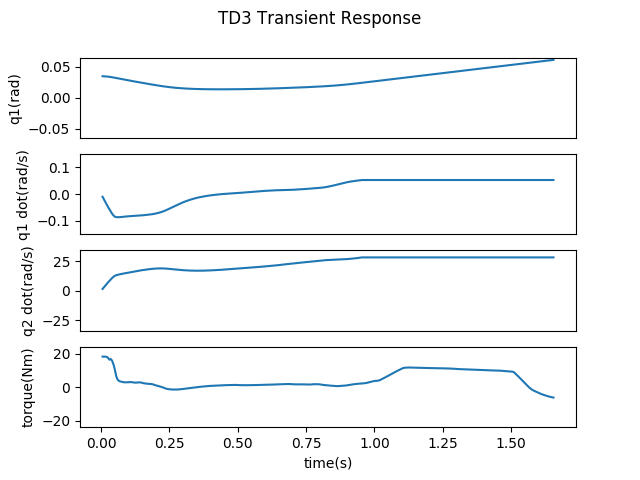 TD3 Transient Response
q1(rad)
0.05
0.00
−0.05
q1 dot(rad/s)
0.1
0.0
−0.1
q2 dot(rad/s)
25
0
−25
torque(Nm)
20
0
−20
0.00 0.25 0.50 0.75 1.00 1.25 1.50
time(s)